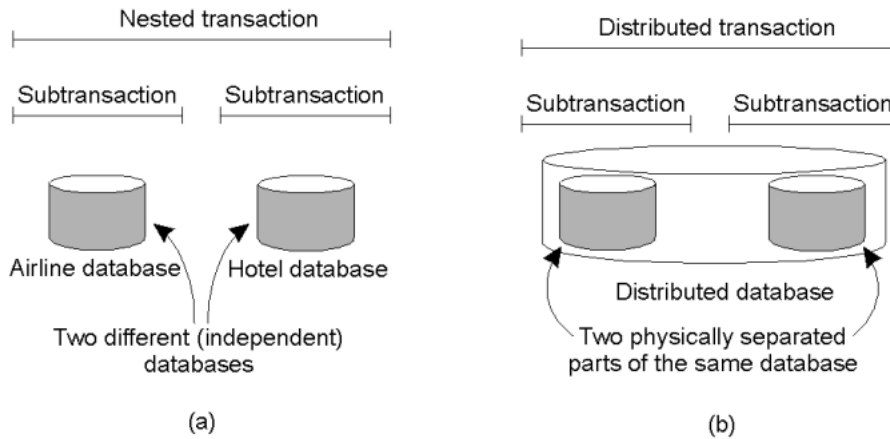 Nested transaction
Subtransaction
Subtransaction
Airline database
Hotel database
Two different (independent)
databases
(a)
Distributed transaction
Subtransaction
Subtransaction
Distributed database
Two physically separated
parts of the same database
(b)